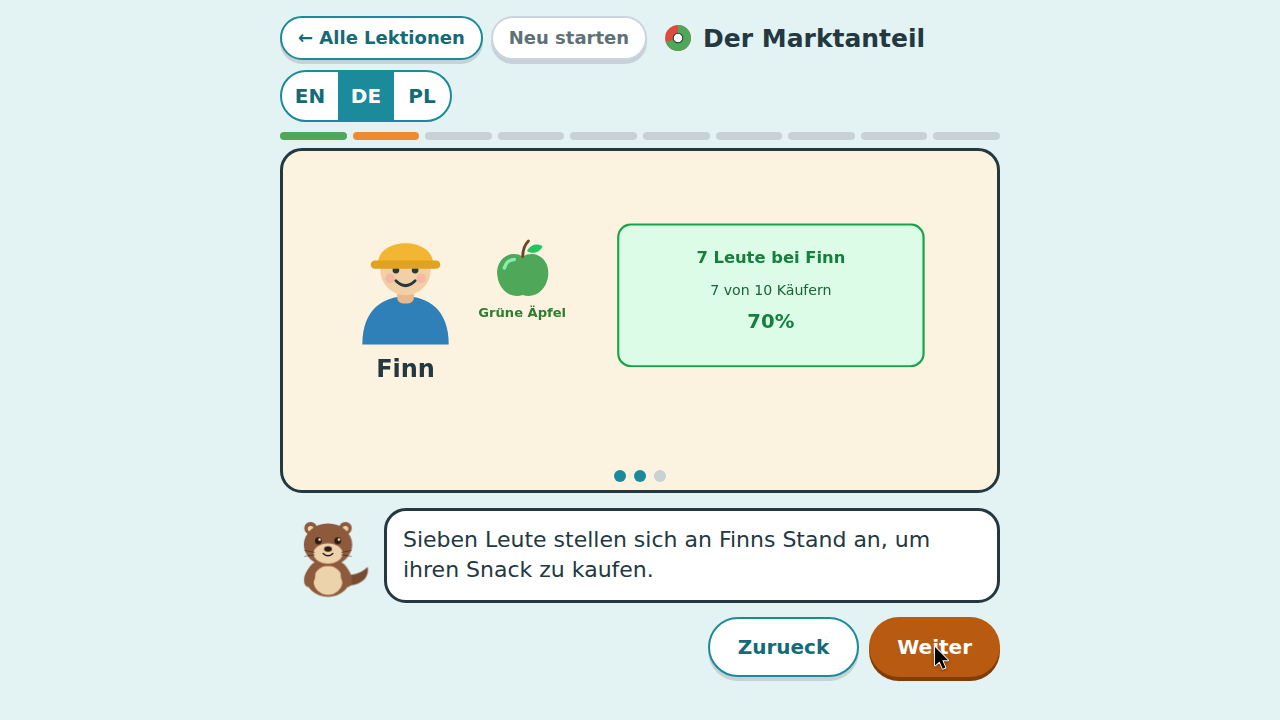 ← Alle Lektionen
Neu starten
Der Marktanteil
EN DE PL
Finn
Grüne Äpfel
7 Leute bei Finn
7 von 10 Käufern
70%
Sieben Leute stellen sich an Finns Stand an, um
ihren Snack zu kaufen.
Zurueck
Weiter